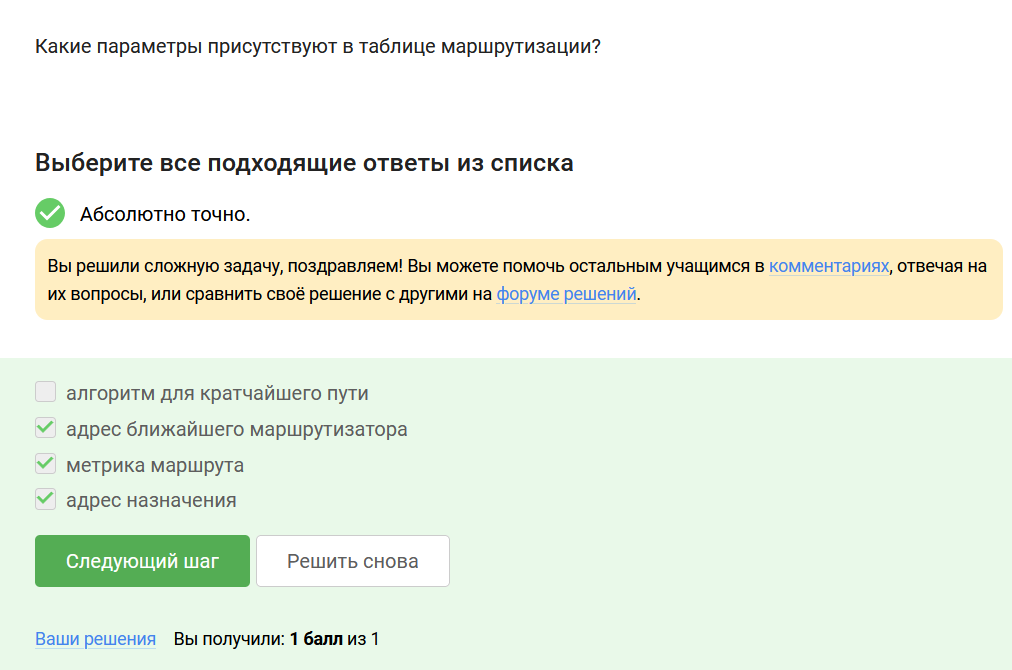 Какие параметры присутствуют в таблице маршрутизации?
Выберите все подходящие ответы из списка
Абсолютно точно.
Вы решили сложную задачу, поздравляем! Вы можете помочь остальным учащимся в комментариях, отвечая на
их вопросы, или сравнить своё решение с другими на форуме решений.
алгоритм для кратчайшего пути
адрес ближайшего маршрутизатора
метрика маршрута
адрес назначения
Следующий шаг Решить снова
Ваши решения Вы получили: 1 балл из 1